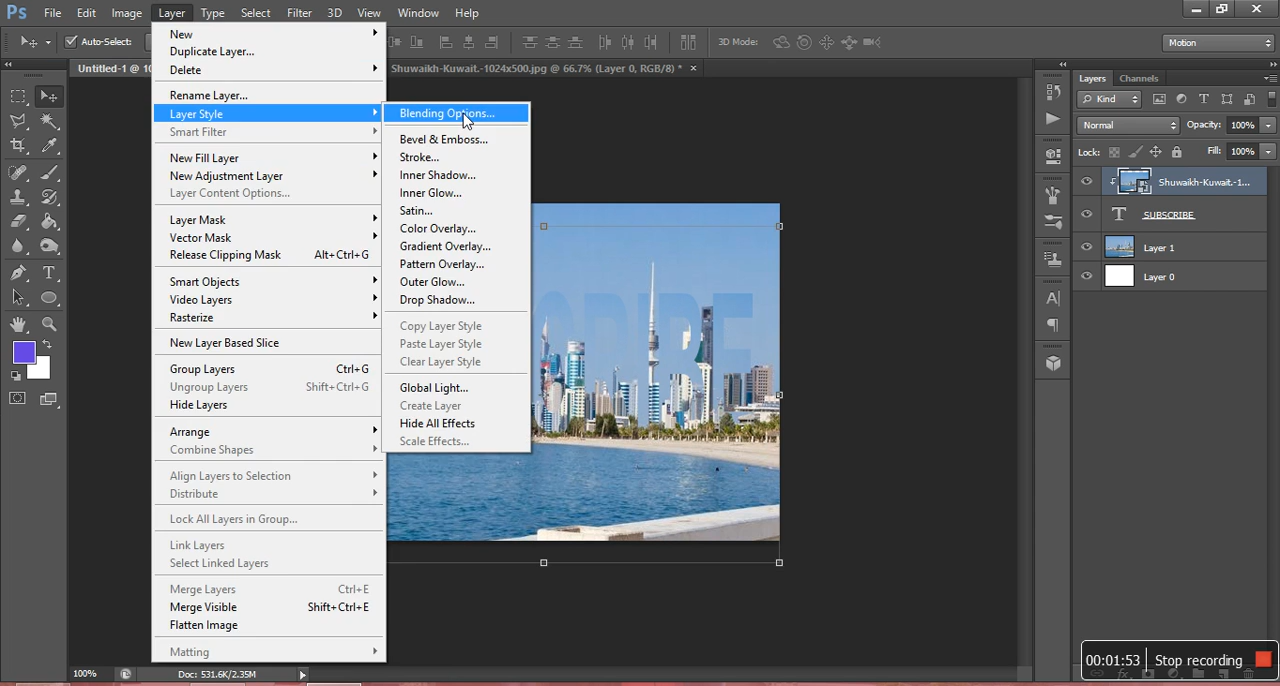 Ps File Edit Image Layer Type Select Filter 3D View Window Help
Auto-Select:
3D Mode:
Motion
Untitled-1 @ 10
Shuwaikh-Kuwait.-1024x500.jpg @ 66.7% (Layer 0, RGB/8) * ×
New
Duplicate Layer...
Delete
Rename Layer...
Layer Style
Smart Filter
New Fill Layer
New Adjustment Layer
Layer Content Options...
Layer Mask
Vector Mask
Release Clipping Mask Alt+Ctrl+G
Smart Objects
Video Layers
Rasterize
New Layer Based Slice
Group Layers Ctrl+G
Ungroup Layers Shift+Ctrl+G
Hide Layers
Arrange
Combine Shapes
Align Layers to Selection
Distribute
Lock All Layers in Group...
Link Layers
Select Linked Layers
Merge Layers Ctrl+E
Merge Visible Shift+Ctrl+E
Flatten Image
Matting
Blending Options...
Bevel & Emboss...
Stroke...
Inner Shadow...
Inner Glow...
Satin...
Color Overlay...
Gradient Overlay...
Pattern Overlay...
Outer Glow...
Drop Shadow...
Copy Layer Style
Paste Layer Style
Clear Layer Style
Global Light...
Create Layer
Hide All Effects
Scale Effects...
CRIBE
Layers Channels
Kind
Normal Opacity: 100%
Lock: Fill: 100%
Shuwaikh-Kuwait.-1...
SUBSCRIBE
Layer 1
Layer 0
100% Doc: 531.6K/2.35M
00:01:53 Stop recording